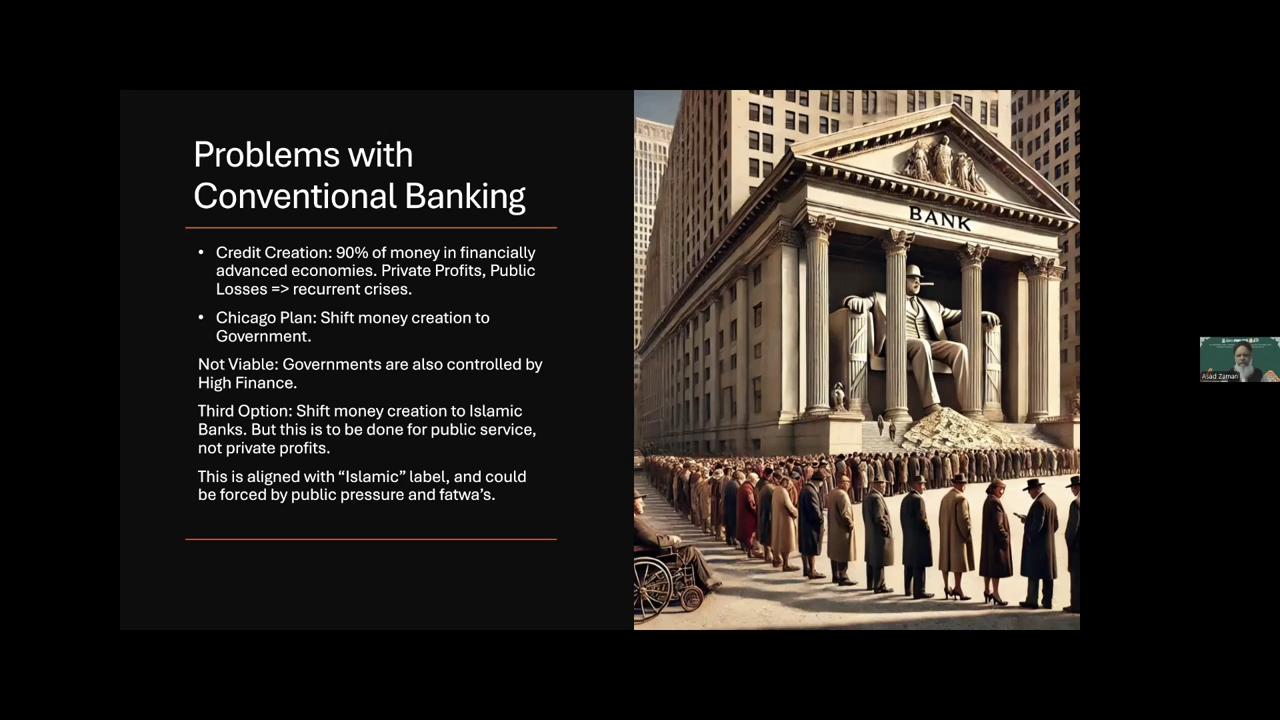 Problems with
Conventional Banking
• Credit Creation: 90% of money in financially
advanced economies. Private Profits, Public
Losses => recurrent crises.
• Chicago Plan: Shift money creation to
Government.
Not Viable: Governments are also controlled by
High Finance.
Third Option: Shift money creation to Islamic
Banks. But this is to be done for public service,
not private profits.
This is aligned with “Islamic” label, and could
be forced by public pressure and fatwa’s.
BANK
Asad Zaman